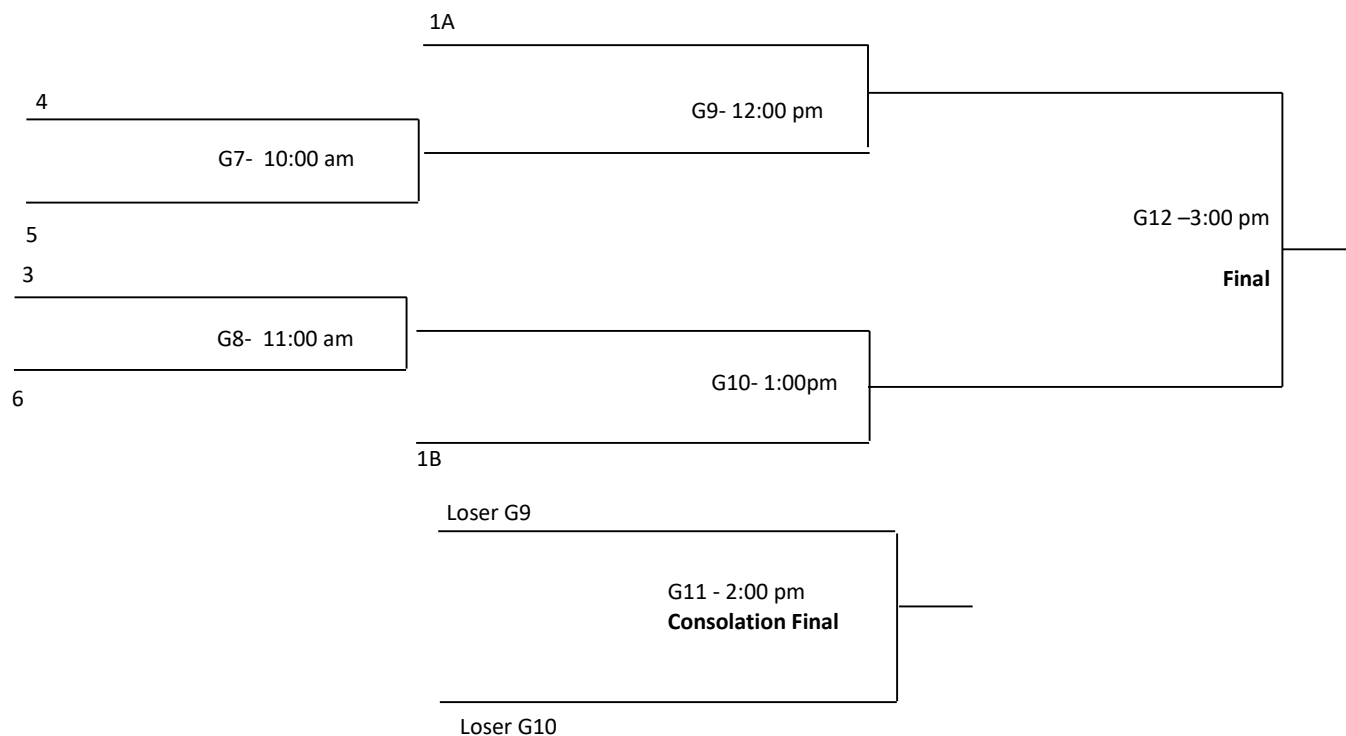 1A
4
G9- 12:00 pm
G7-  10:00 am
G12 –3:00 pm
5
3
Final
G8-  11:00 am
G10- 1:00pm
6
1B
Loser G9
G11 - 2:00 pm
Consolation Final
Loser G10